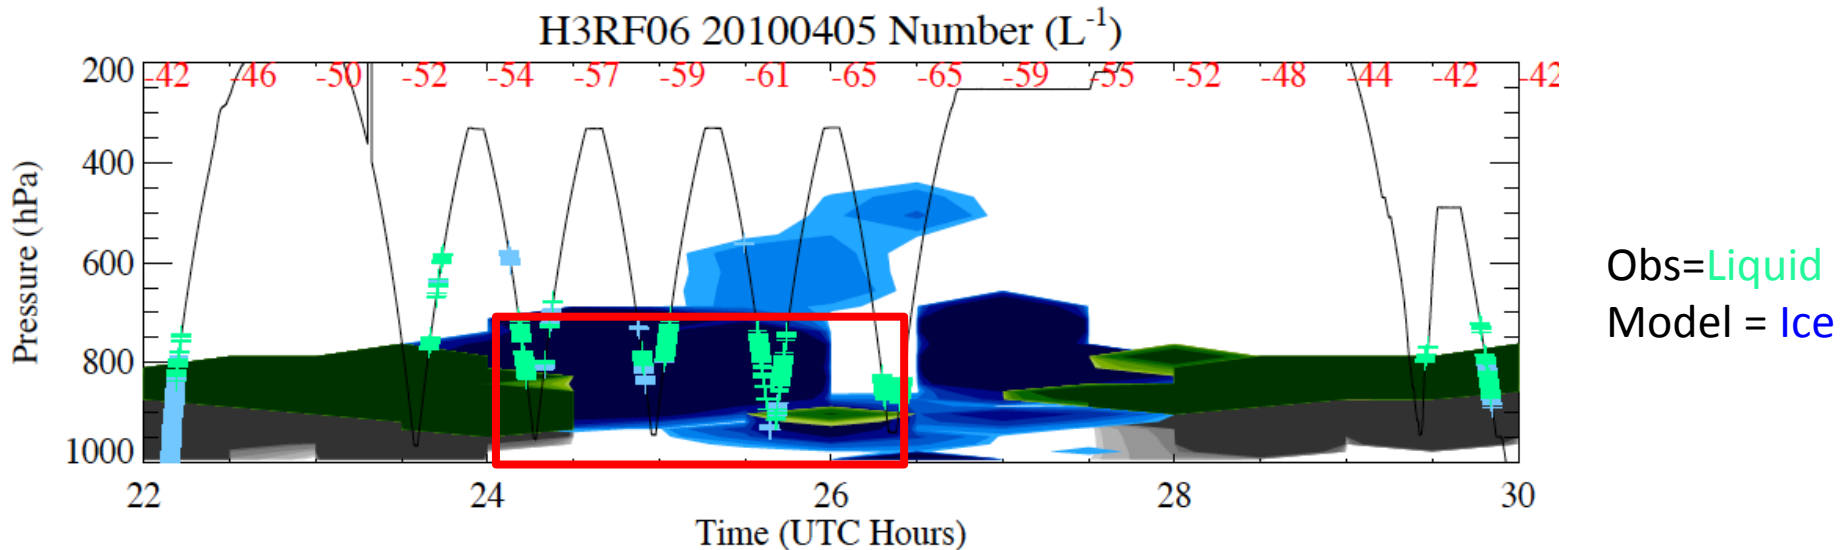 H3RF06 20100405 Number (L-1)
-42 -46 -50 -52 -54 -57 -59 -61 -65 -65 -59 -55 -52 -48 -44 -42 -42
200
400
600
800
1000
Pressure (hPa)
22 24 26 28 30
Time (UTC Hours)
Obs=Liquid
Model = Ice